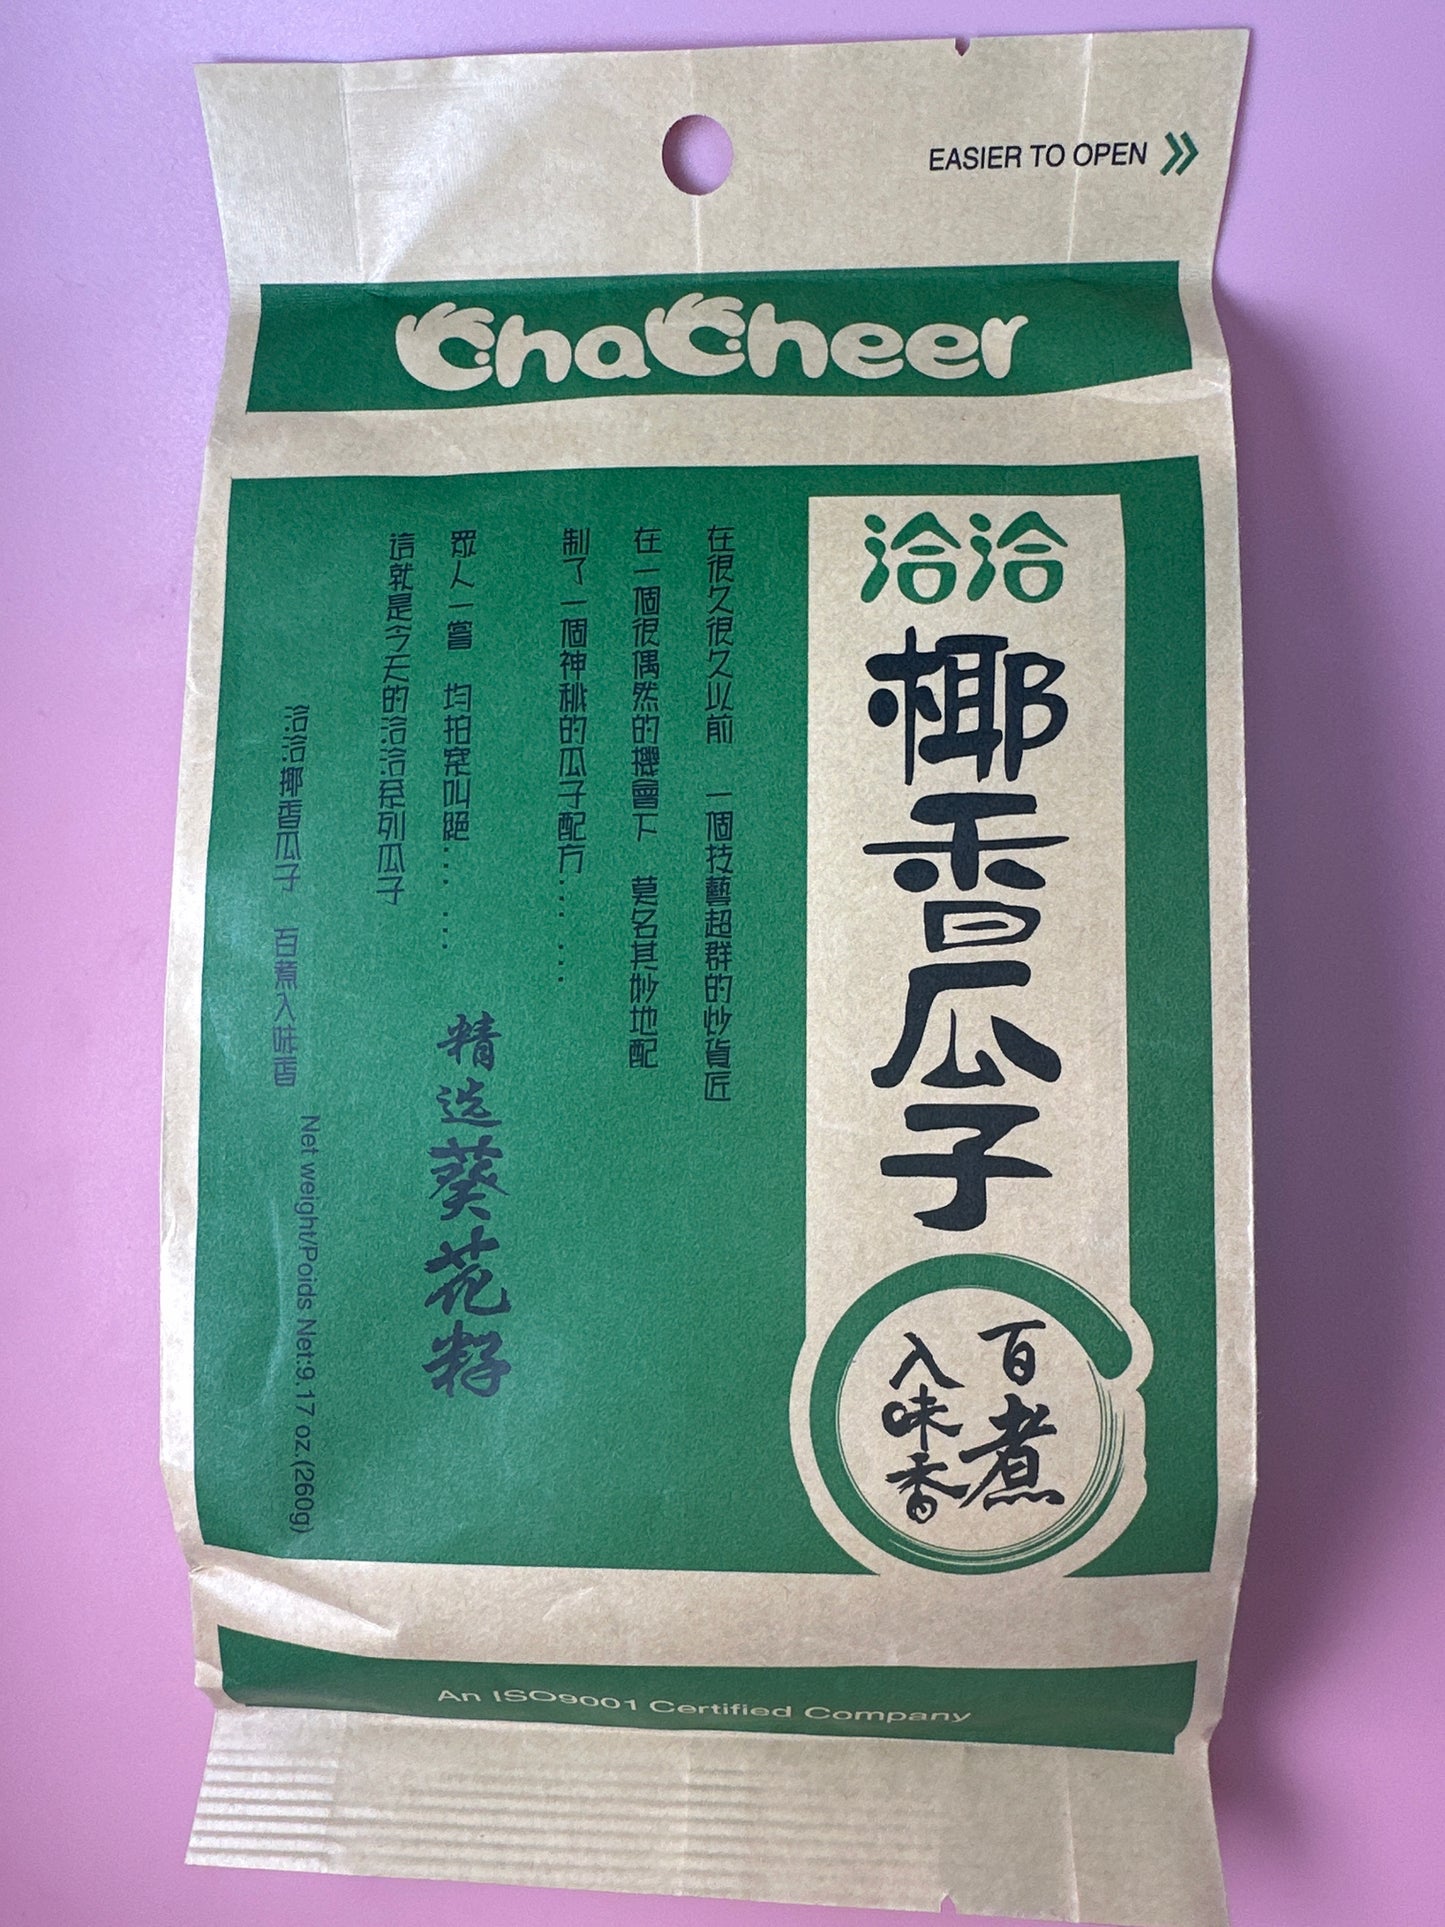 EASIER TO OPEN
ChaCheer
洽洽
椰香瓜子
百煮
入味香
在很久很久以前 一個技藝超群的炒貨匠
在一個很偶然的機會下 莫名其妙地配
制了一個神秘的瓜子配方……
眾人一嘗 均拍案叫絕……
這就是今天的洽洽系列瓜子
精选葵花籽
洽洽椰香瓜子 百煮入味香
Net weight/Poids Net:9.17 oz.(260g)
An ISO9001 Certified Company